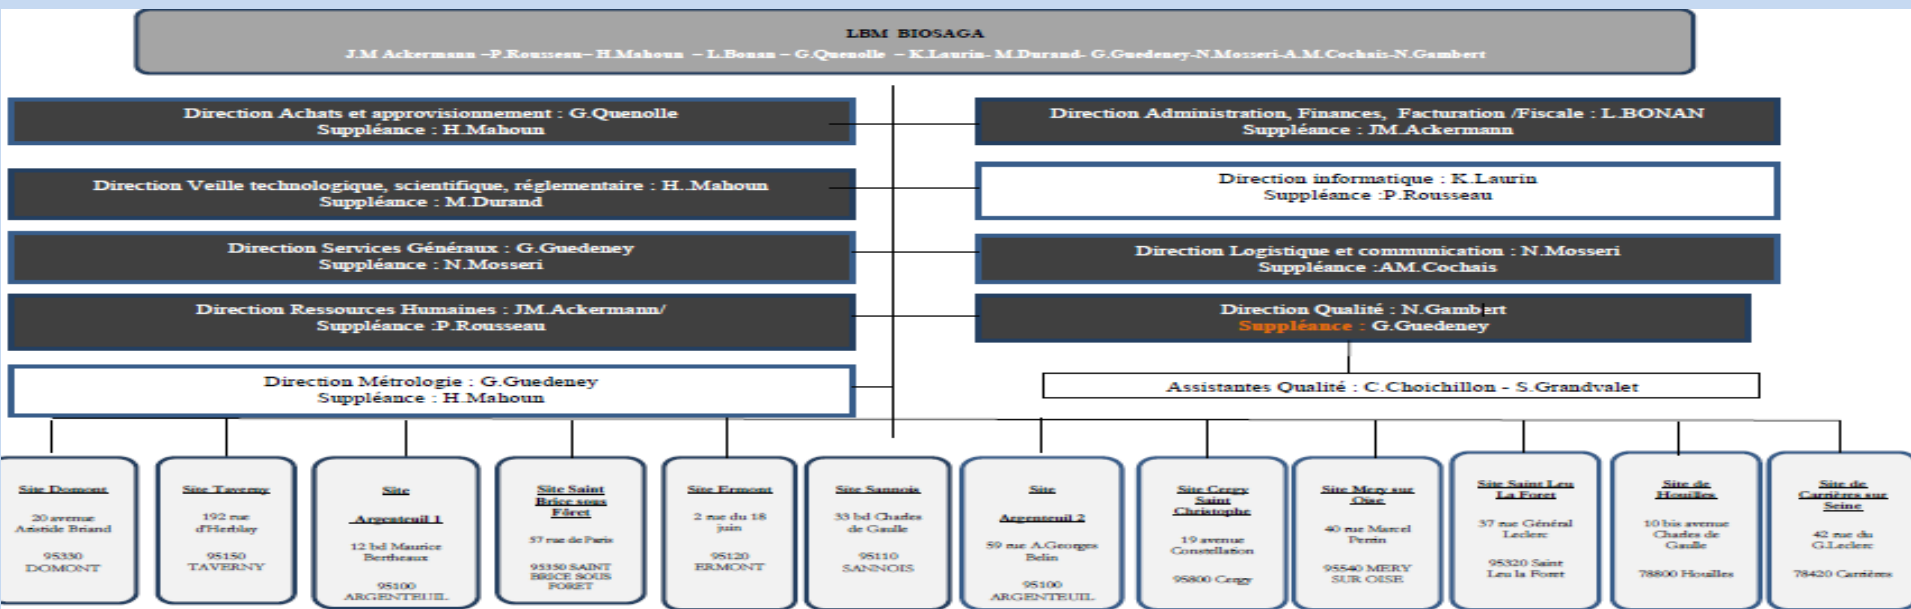 LBM BIOSAGA
J.M Ackermann –P.Rousseau– H.Mahoun – L.Bonan – G.Quenolle – K.Laurin- M.Durand- G.Guedeney-N.Mosseri-A.M.Cochais-N.Gambert
Direction Achats et approvisionnement : G.Quenolle
Suppléance : H.Mahoun
Direction Administration, Finances, Facturation /Fiscale : L.BONAN
Suppléance : JM.Ackermann
Direction Veille technologique, scientifique, réglementaire : H..Mahoun
Suppléance : M.Durand
Direction informatique : K.Laurin
Suppléance :P.Rousseau
Direction Services Généraux : G.Guedeney
Suppléance : N.Mosseri
Direction Logistique et communication : N.Mosseri
Suppléance :AM.Cochais
Direction Ressources Humaines : JM.Ackermann/
Suppléance :P.Rousseau
Direction Qualité : N.Gambert
Suppléance : G.Guedeney
Direction Métrologie : G.Guedeney
Suppléance : H.Mahoun
Assistantes Qualité : C.Choichillon - S.Grandvalet
Site Domont
20 avenue
Aristide Briand
95330
DOMONT
Site Taverny
192 rue
d'Herblay
95150
TAVERNY
Site
Argenteuil 1
12 bd Maurice
Bertheaux
95100
ARGENTEUIL
Site Saint
Brice sous
Fôret
57 rue de Paris
95350 SAINT
BRICE SOUS
FORET
Site Ermont
2 rue du 18
juin
95120
ERMONT
Site Sannois
33 bd Charles
de Gaulle
95110
SANNOIS
Site
Argenteuil 2
59 rue A.Georges
Belin
95100
ARGENTEUIL
Site Cergy
Saint
Christophe
19 avenue
Constellation
95800 Cergy
Site Mery sur
Oise
40 rue Marcel
Perrin
95540 MERY
SUR OISE
Site Saint Leu
La Foret
37 rue Général
Leclerc
95320 Saint
Leu la Foret
Site de
Houilles
10 bis avenue
Charles de
Gaulle
78800 Houilles
Site de
Carrières sur
Seine
42 rue du
G.Leclerc
78420 Carrières